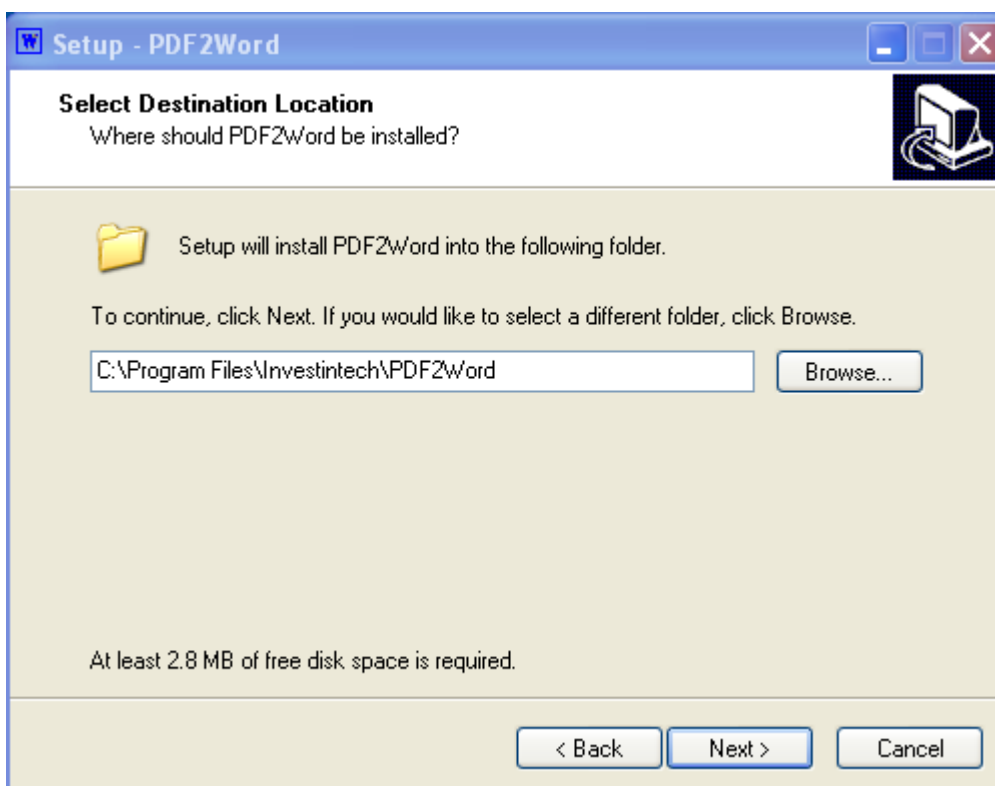 Setup - PDF2Word
Select Destination Location
Where should PDF2Word be installed?
Setup will install PDF2Word into the following folder.
To continue, click Next. If you would like to select a different folder, click Browse.
C:\Program Files\Investintech\PDF2Word
Browse...
At least 2.8 MB of free disk space is required.
< Back
Next >
Cancel